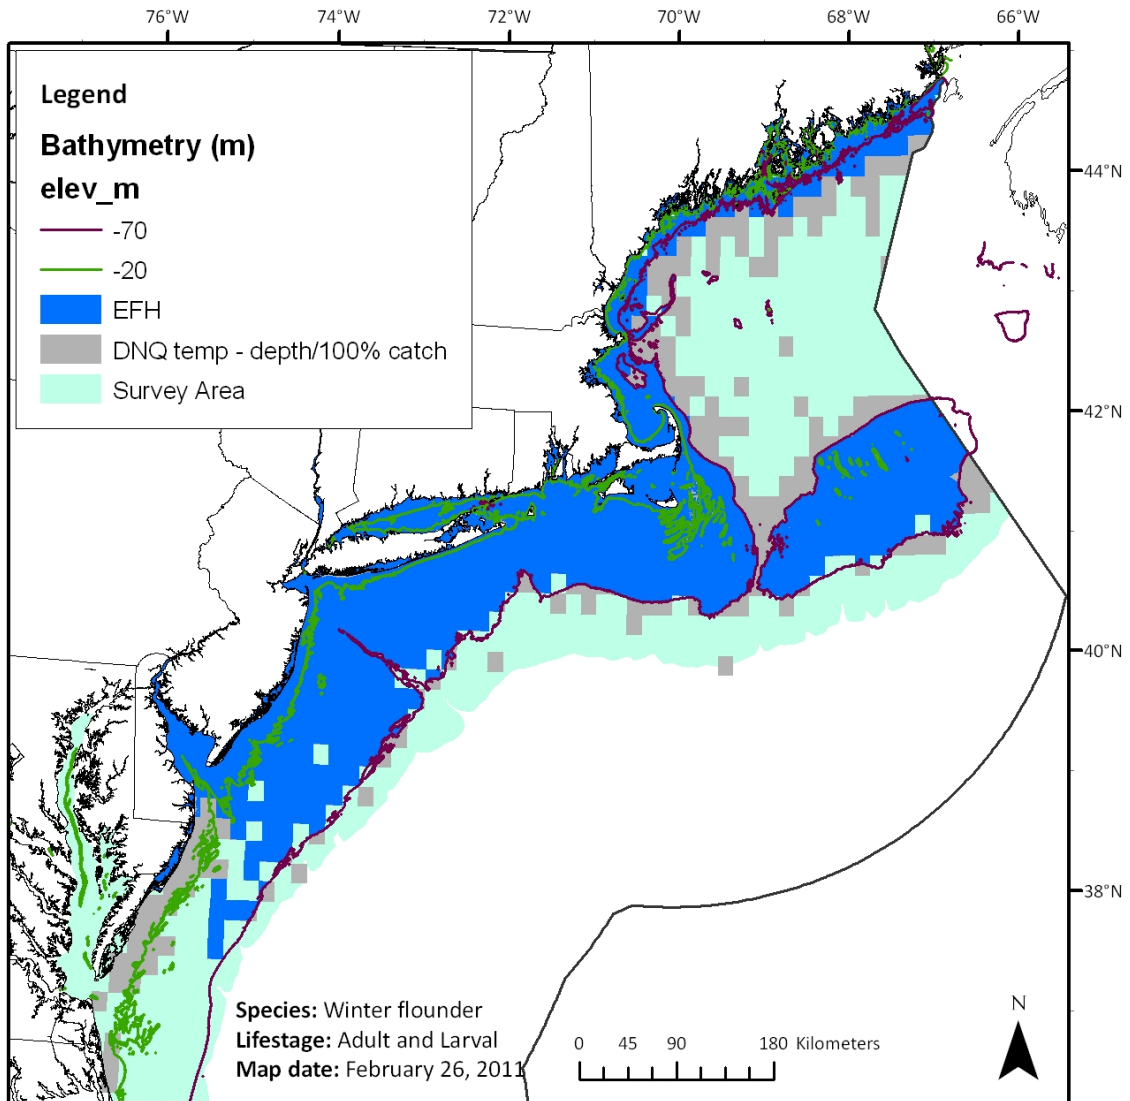 76°W 74°W 72°W 70°W 68°W 66°W
Legend
Bathymetry (m)
elev_m
-70
-20
EFH
DNQ temp - depth/100% catch
Survey Area
44°N
42°N
40°N
38°N
Species: Winter flounder
Lifestage: Adult and Larval
Map date: February 26, 2011
N
0 45 90 180 Kilometers